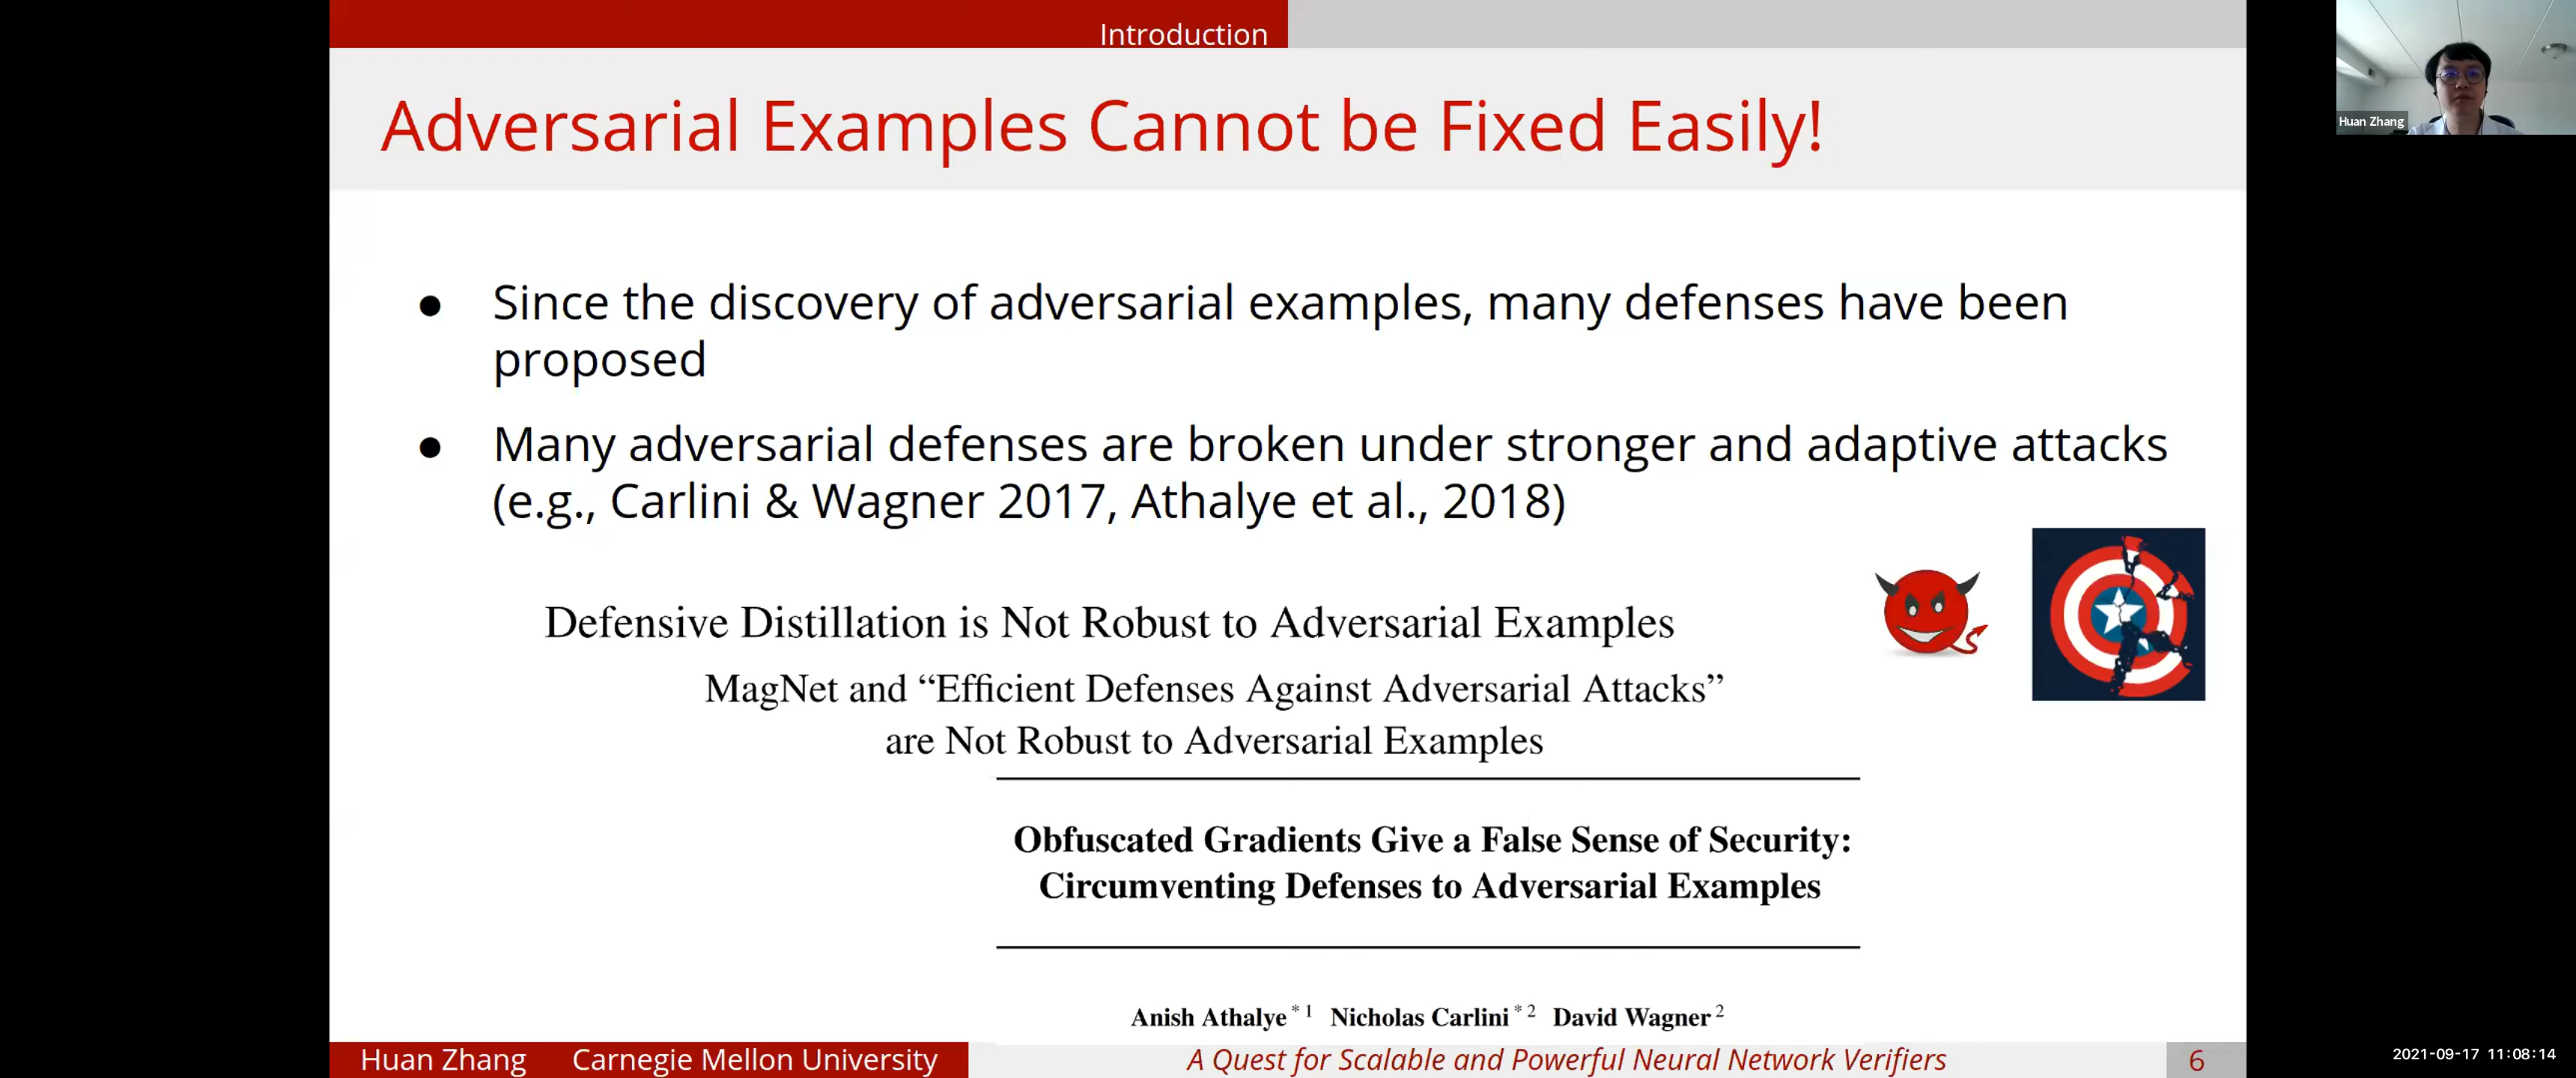 Introduction
Huan Zhang
Adversarial Examples Cannot be Fixed Easily!
● Since the discovery of adversarial examples, many defenses have been
proposed
● Many adversarial defenses are broken under stronger and adaptive attacks
(e.g., Carlini & Wagner 2017, Athalye et al., 2018)
Defensive Distillation is Not Robust to Adversarial Examples
MagNet and “Efficient Defenses Against Adversarial Attacks”
are Not Robust to Adversarial Examples
Obfuscated Gradients Give a False Sense of Security:
Circumventing Defenses to Adversarial Examples
Anish Athalye * 1 Nicholas Carlini * 2 David Wagner 2
Huan Zhang Carnegie Mellon University A Quest for Scalable and Powerful Neural Network Verifiers 6
2021-09-17 11:08:14